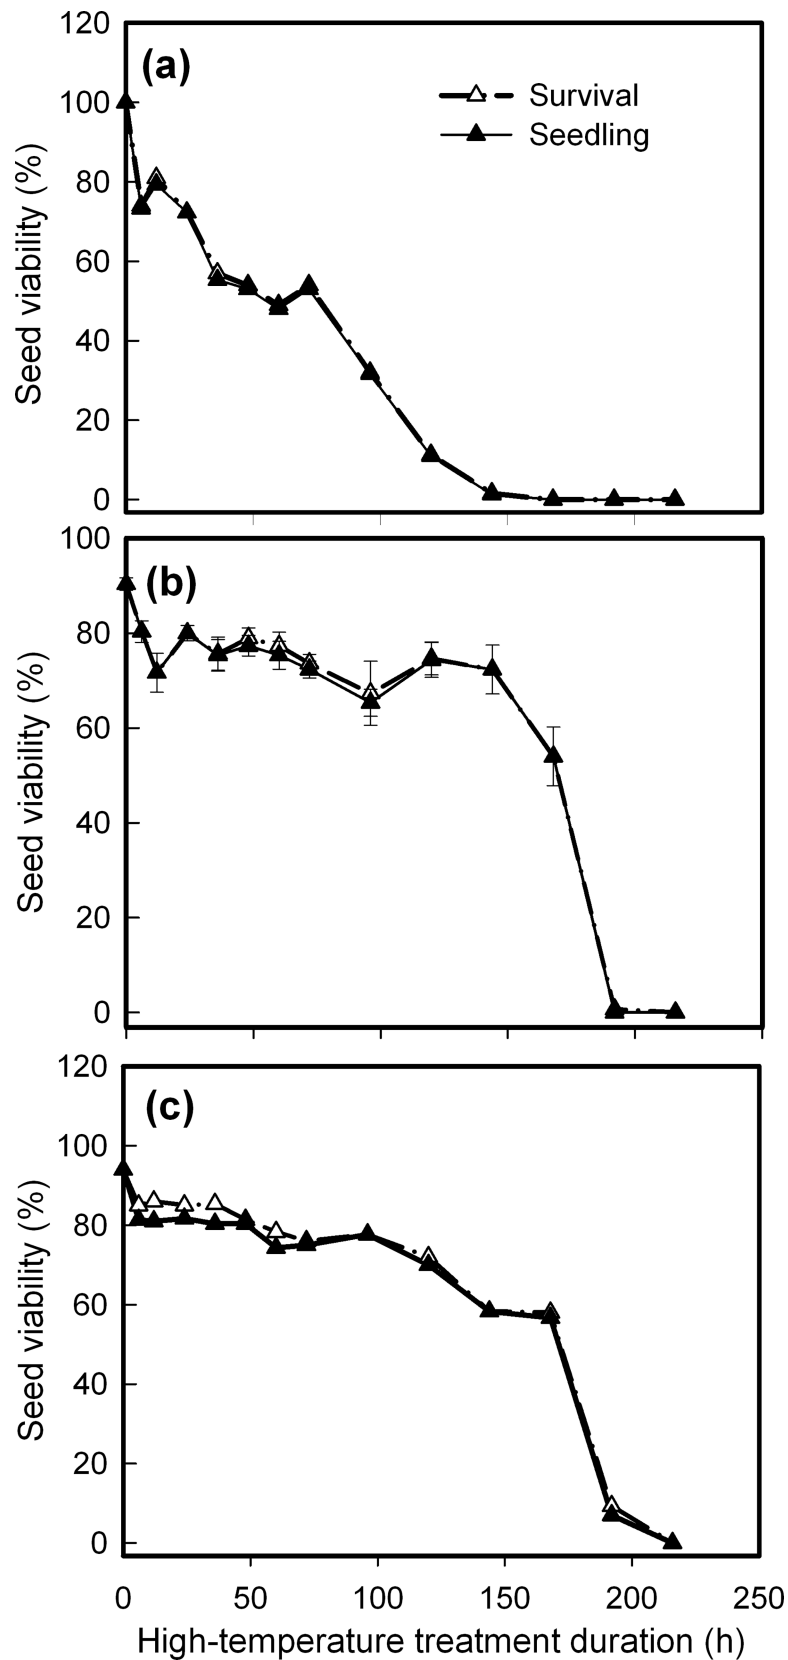 120
(a)
Survival
100
Seedling
80
60
40
20
0
Seed viability (%)
100
(b)
80
60
40
20
0
Seed viability (%)
120
(c)
100
80
60
40
20
0
Seed viability (%)
0 50 100 150 200 250
High-temperature treatment duration (h)